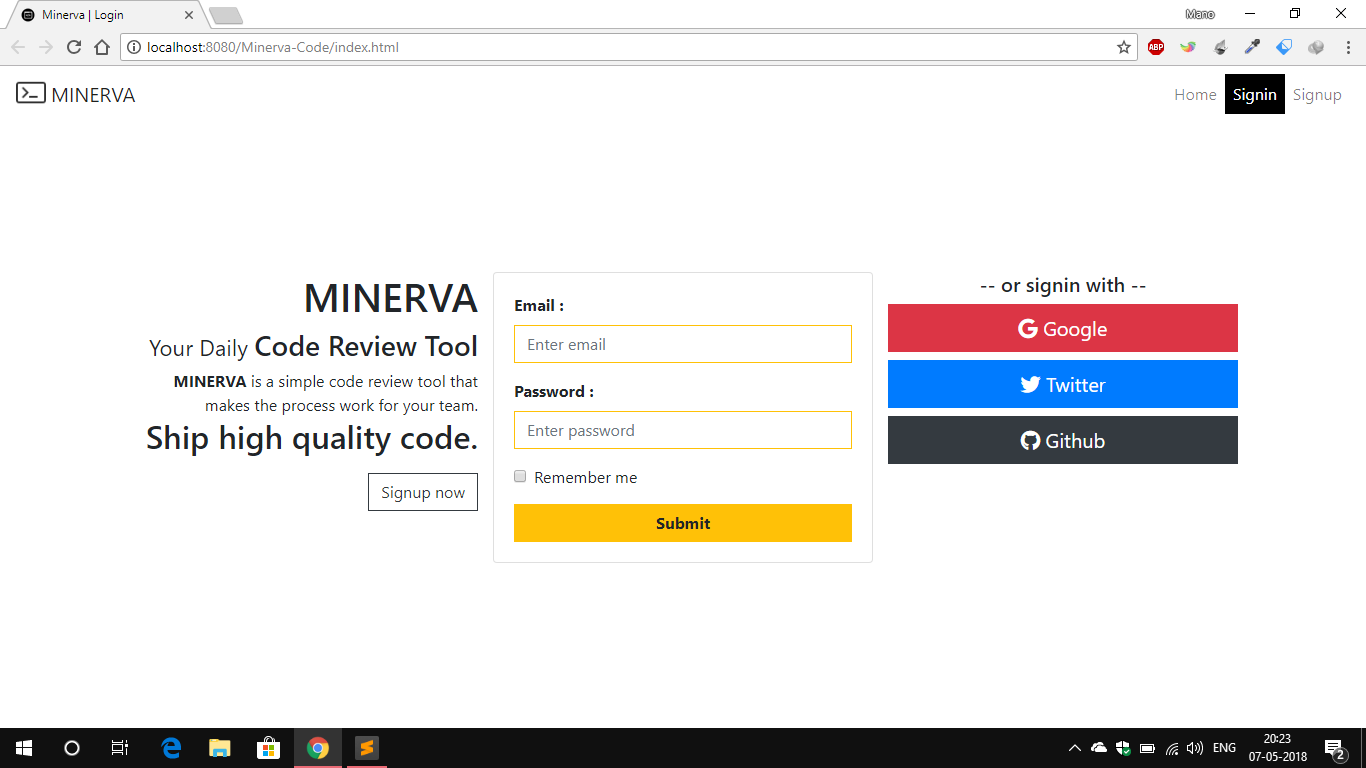 Minerva | Login
Mano
localhost:8080/Minerva-Code/index.html
ABP
MINERVA
Home
Signin
Signup
MINERVA
Your Daily Code Review Tool
MINERVA is a simple code review tool that
makes the process work for your team.
Ship high quality code.
Signup now
Email :
Enter email
Password :
Enter password
Remember me
Submit
-- or signin with --
Google
Twitter
Github
ENG
20:23
07-05-2018
2